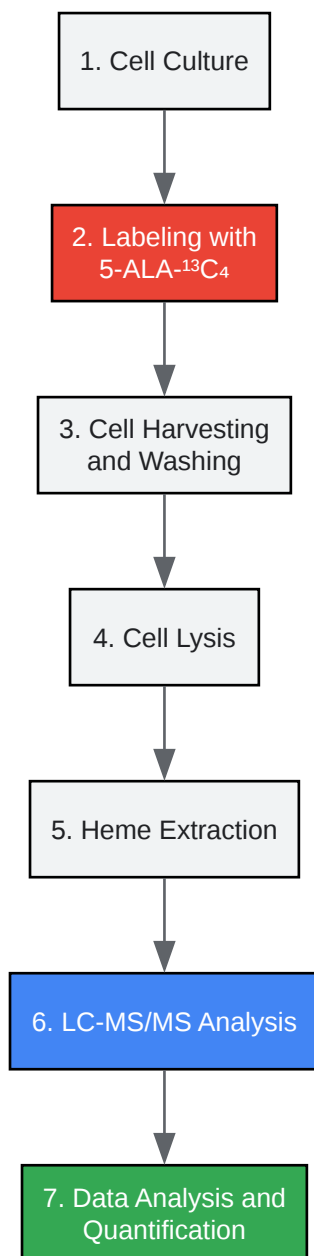 1. Cell Culture
2. Labeling with
5-ALA-¹³C₄
3. Cell Harvesting
and Washing
4. Cell Lysis
5. Heme Extraction
6. LC-MS/MS Analysis
7. Data Analysis and
Quantification